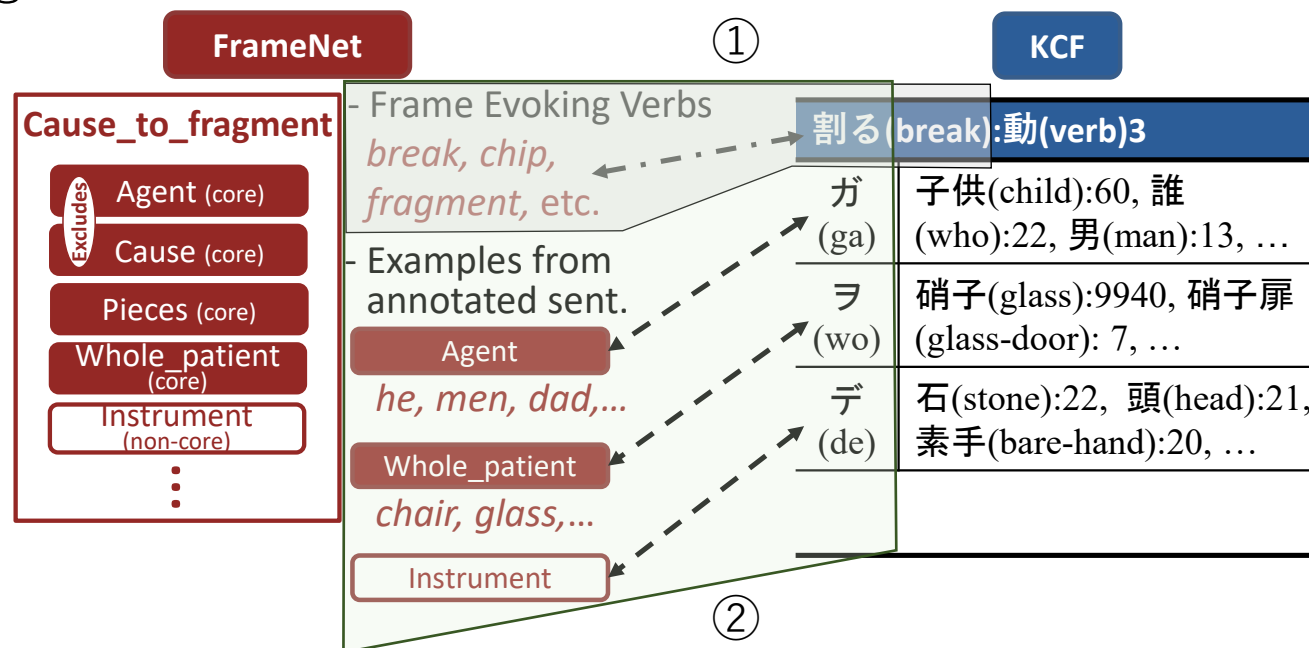 FrameNet
①
KCF
Cause_to_fragment
Agent (core)
Excludes
Cause (core)
Pieces (core)
Whole_patient
(core)
Instrument
(non-core)
- Frame Evoking Verbs
break, chip,
fragment, etc.
- Examples from
annotated sent.
Agent
he, men, dad,...
Whole_patient
chair, glass,...
Instrument
割る(break):動(verb)3
ガ
(ga)
子供(child):60, 誰
(who):22, 男(man):13, …
ヲ
(wo)
硝子(glass):9940, 硝子扉
(glass-door): 7, …
デ
(de)
石(stone):22, 頭(head):21,
素手(bare-hand):20, …
②